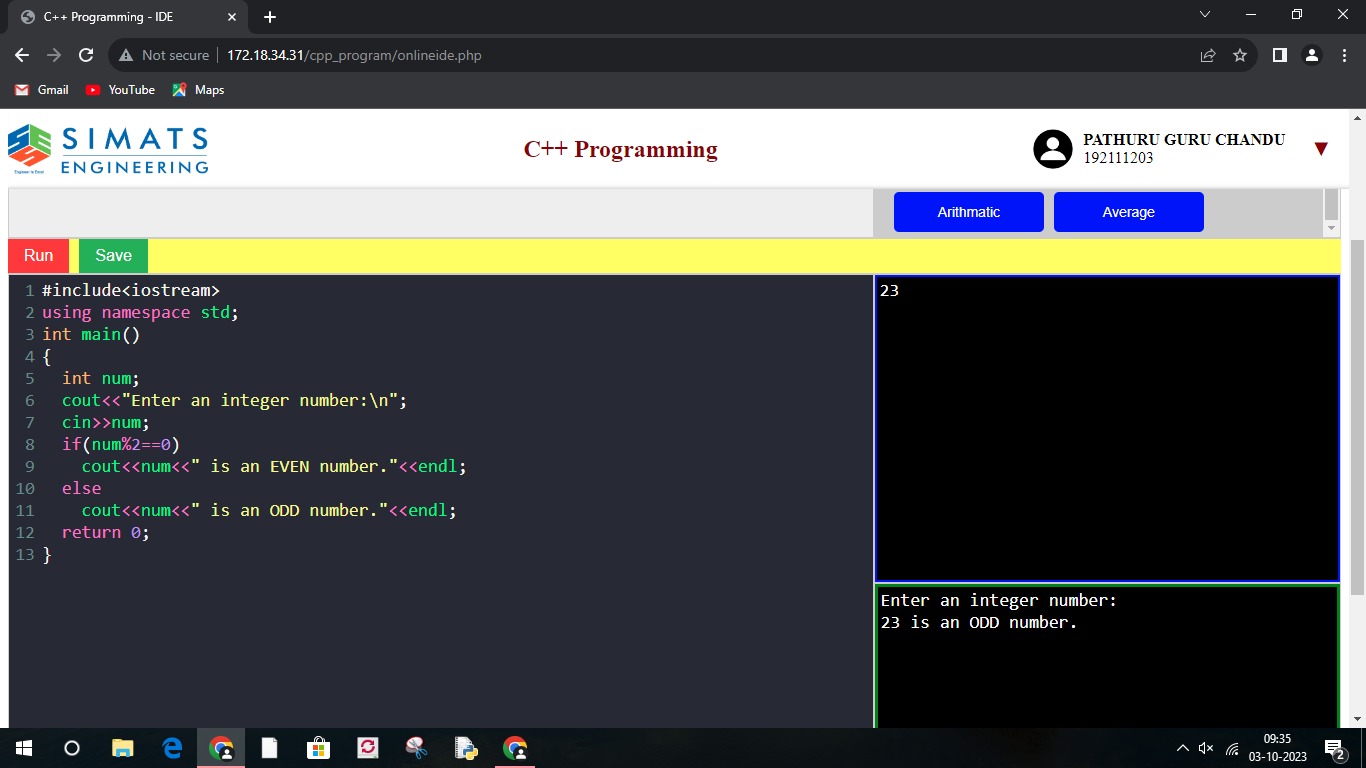 C++ Programming - IDE
Not secure
172.18.34.31/cpp_program/onlineide.php
Gmail
YouTube
Maps
SIMATS
ENGINEERING
C++ Programming
PATHURU GURU CHANDU
192111203
Arithmatic
Average
Run
Save
1 #include<iostream>
2 using namespace std;
3 int main()
4 {
5   int num;
6   cout<<"Enter an integer number:\n";
7   cin>>num;
8   if(num%2==0)
9     cout<<num<<" is an EVEN number."<<endl;
10   else
11     cout<<num<<" is an ODD number."<<endl;
12   return 0;
13 }
23
Enter an integer number:
23 is an ODD number.
09:35
03-10-2023
2